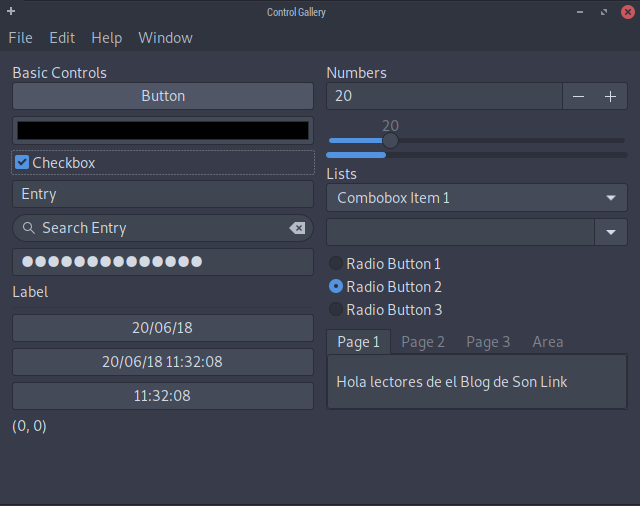 Control Gallery
File Edit Help Window
Basic Controls
Button
Checkbox
Entry
Search Entry
●●●●●●●●●●●●●●
Label
20/06/18
20/06/18 11:32:08
11:32:08
(0, 0)
Numbers
20
20
Lists
Combobox Item 1
Radio Button 1
Radio Button 2
Radio Button 3
Page 1 Page 2 Page 3 Area
Hola lectores de el Blog de Son Link